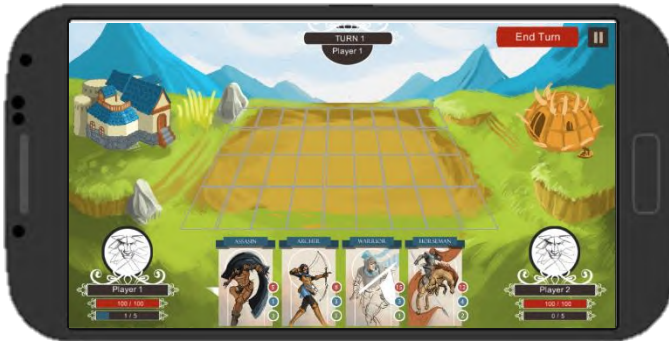 TURN 1
Player 1
End Turn
ASSASIN
ARCHER
WARRIOR
HORSEMAN
Player 1
100 / 100
1 / 5
Player 2
100 / 100
0 / 5